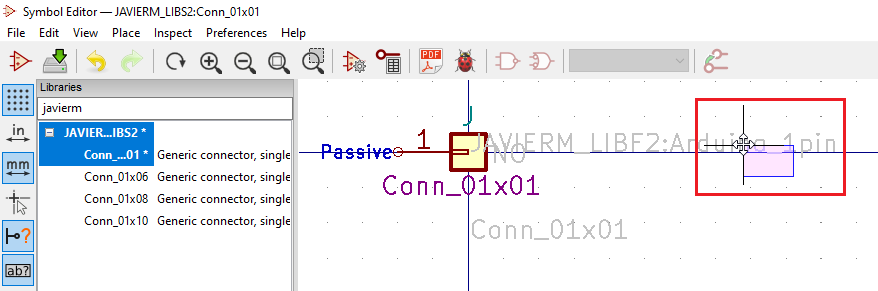 Symbol Editor — JAVIERM_LIBS2:Conn_01x01
File Edit View Place Inspect Preferences Help
PDF
Libraries
javierm
in
JAVIER...IBS2 *
Conn_...01 * Generic connector, single
mm
Conn_01x06 Generic connector, single
Conn_01x08 Generic connector, single
Conn_01x10 Generic connector, single
?
ab?
J
1
JAVIERM_LIBF2:Arduino_1pin
Passive
NO
Conn_01x01
Conn_01x01